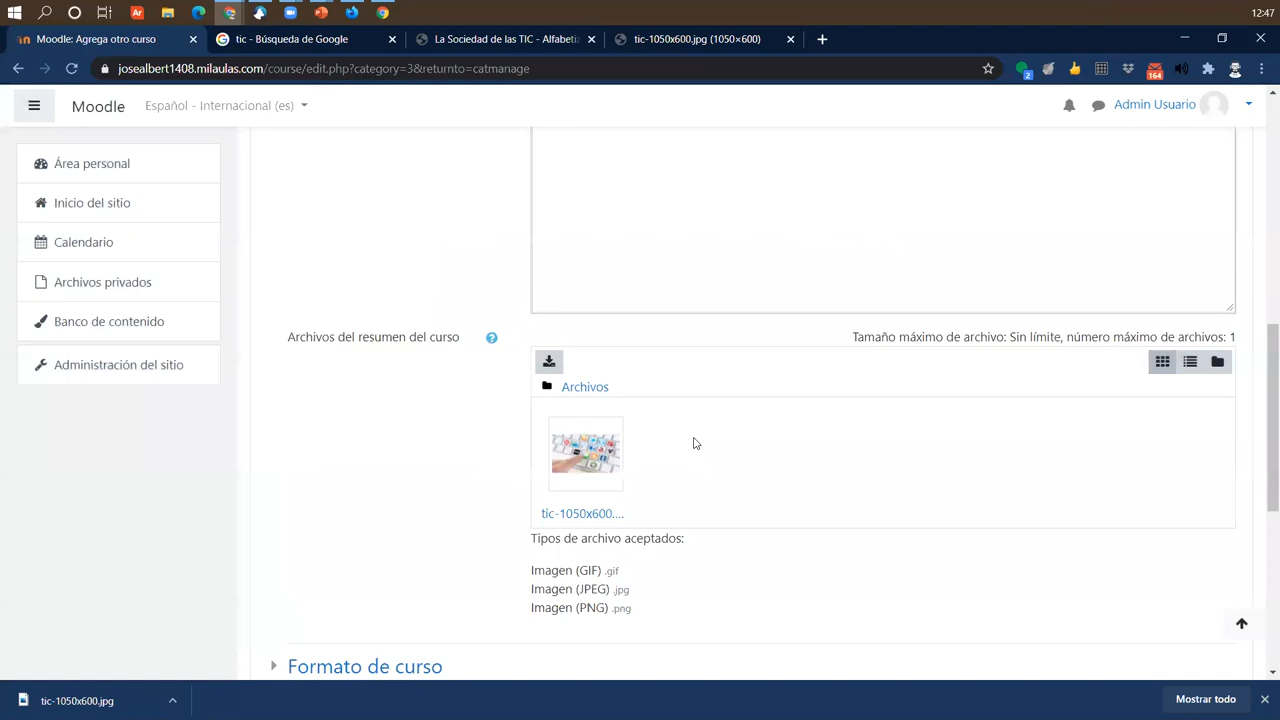 12:47
Moodle: Agrega otro curso
tic - Búsqueda de Google
La Sociedad de las TIC - Alfabetiz
tic-1050x600.jpg (1050×600)
josealbert1408.milaulas.com/course/edit.php?category=3&returnto=catmanage
2
164
Moodle
Español - Internacional (es)
Admin Usuario
Área personal
Inicio del sitio
Calendario
Archivos privados
Banco de contenido
Administración del sitio
Archivos del resumen del curso
Tamaño máximo de archivo: Sin límite, número máximo de archivos: 1
Archivos
tic-1050x600....
Tipos de archivo aceptados:
Imagen (GIF) .gif
Imagen (JPEG) .jpg
Imagen (PNG) .png
Formato de curso
tic-1050x600.jpg
Mostrar todo